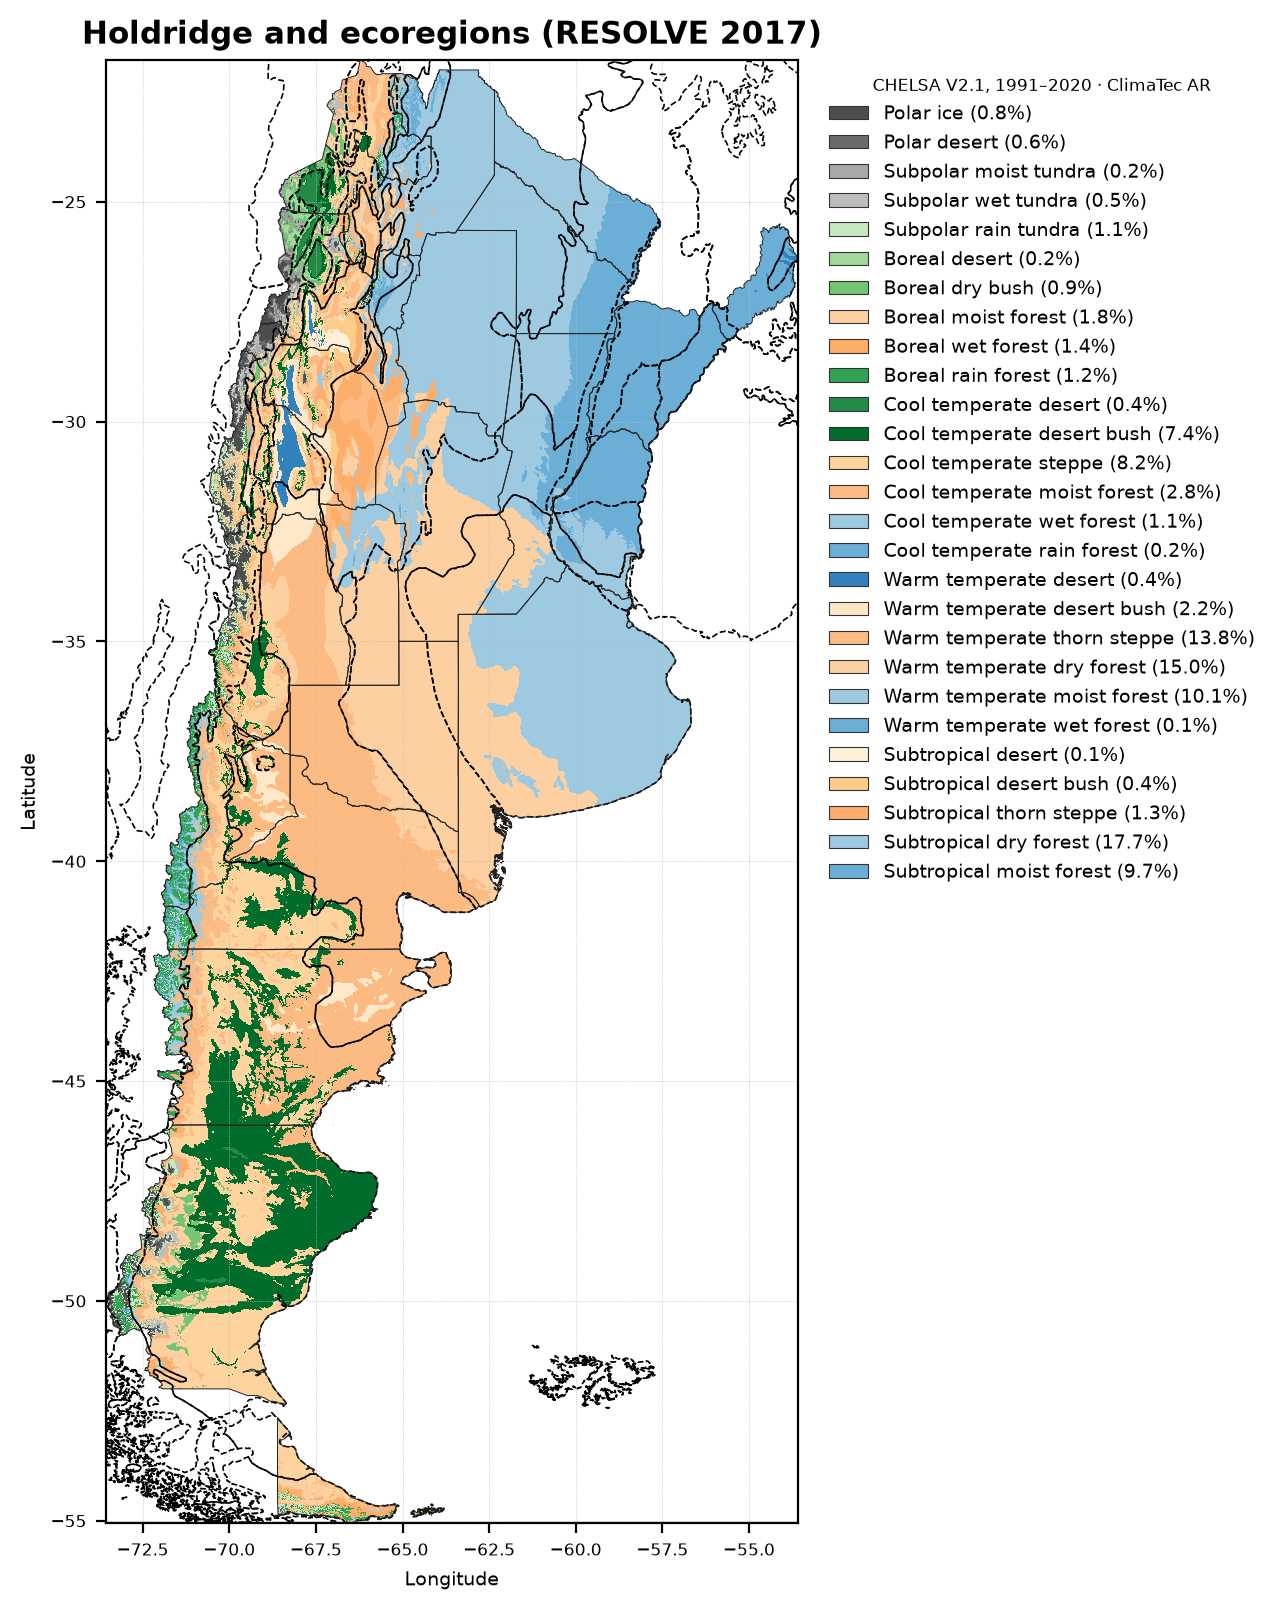 Holdridge and ecoregions (RESOLVE 2017)
CHELSA V2.1, 1991–2020 · ClimaTec AR
Polar ice (0.8%)
Polar desert (0.6%)
Subpolar moist tundra (0.2%)
Subpolar wet tundra (0.5%)
Subpolar rain tundra (1.1%)
Boreal desert (0.2%)
Boreal dry bush (0.9%)
Boreal moist forest (1.8%)
Boreal wet forest (1.4%)
Boreal rain forest (1.2%)
Cool temperate desert (0.4%)
Cool temperate desert bush (7.4%)
Cool temperate steppe (8.2%)
Cool temperate moist forest (2.8%)
Cool temperate wet forest (1.1%)
Cool temperate rain forest (0.2%)
Warm temperate desert (0.4%)
Warm temperate desert bush (2.2%)
Warm temperate thorn steppe (13.8%)
Warm temperate dry forest (15.0%)
Warm temperate moist forest (10.1%)
Warm temperate wet forest (0.1%)
Subtropical desert (0.1%)
Subtropical desert bush (0.4%)
Subtropical thorn steppe (1.3%)
Subtropical dry forest (17.7%)
Subtropical moist forest (9.7%)
Latitude
−25
−30
−35
−40
−45
−50
−55
−72.5 −70.0 −67.5 −65.0 −62.5 −60.0 −57.5 −55.0
Longitude